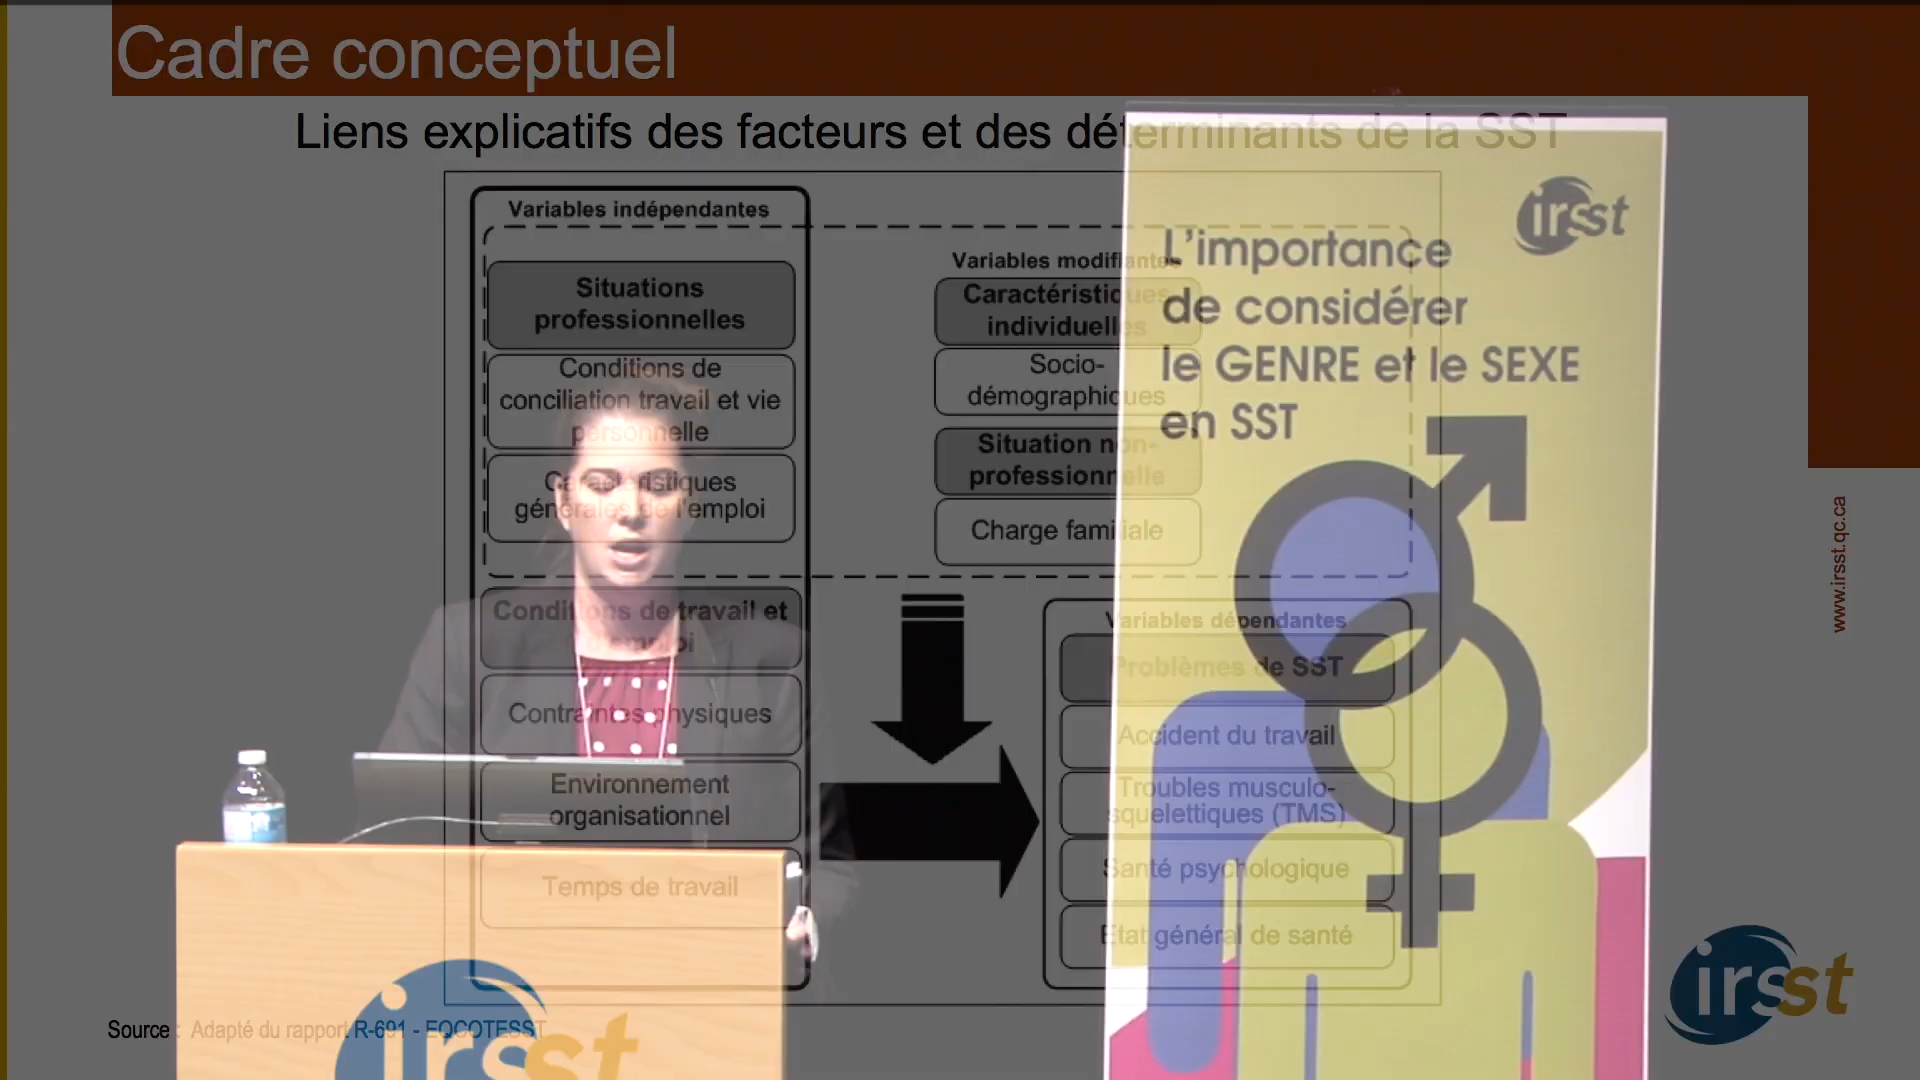 Cadre conceptuel
Liens explicatifs des facteurs et des déterminants de la SST
Variables indépendantes
Situations
professionnelles
Conditions de
conciliation travail et vie
personnelle
Caractéristiques
générales de l'emploi
Conditions de travail et
d'emploi
Contraintes physiques
Environnement
organisationnel
Temps de travail
Variables modifiantes
Caractéristiques
individuelles
Socio-
démographiques
Situation non-
professionnelle
Charge familiale
Variables dépendantes
Problèmes de SST
Accident du travail
Troubles musculo-
squelettiques (TMS)
Santé psychologique
État général de santé
irsst
L'importance
de considérer
le GENRE et le SEXE
en SST
www.irsst.qc.ca
Source : Adapté du rapport R-691 - EQCOTESST
irsst
irsst